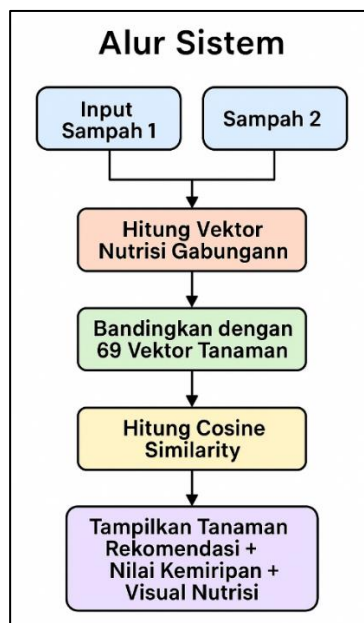 Alur Sistem
Input
Sampah 1
Sampah 2
Hitung Vektor
Nutrisi Gabungann
Bandingkan dengan
69 Vektor Tanaman
Hitung Cosine
Similarity
Tampilkan Tanaman
Rekomendasi +
Nilai Kemiripan +
Visual Nutrisi